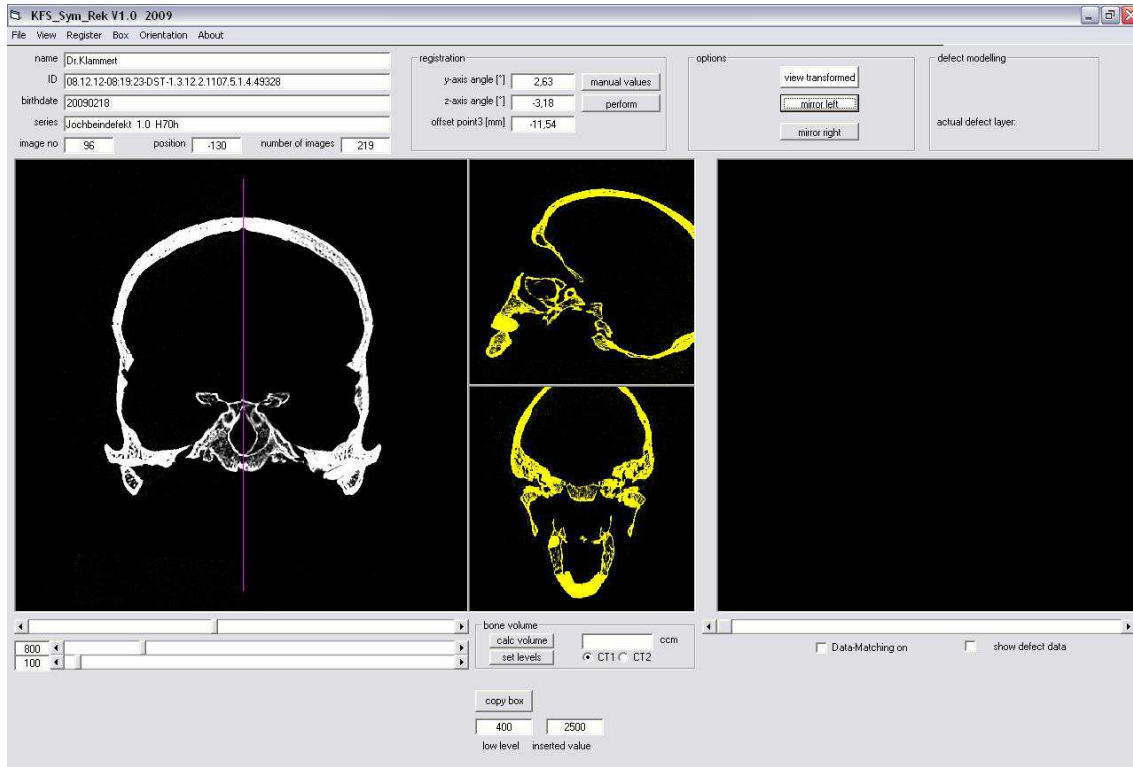 KFS_Sym_Rek V1.0 2009
File View Register Box Orientation About
name Dr.Klammert
ID 08.12.12-08:19:23-DST-1.3.12.2.1107.5.1.4.49328
birthdate 20090218
series Jochbeindefekt 1.0 H70h
image no 96 position -130 number of images 219
registration
y-axis angle [°] 2,63 manual values
z-axis angle [°] -3,18 perform
offset point3 [mm] -11,54
options
view transformed
mirror left
mirror right
defect modelling
actual defect layer:
800
100
bone volume
calc volume ccm
set levels CT1 CT2
Data-Matching on show defect data
copy box
400 2500
low level inserted value